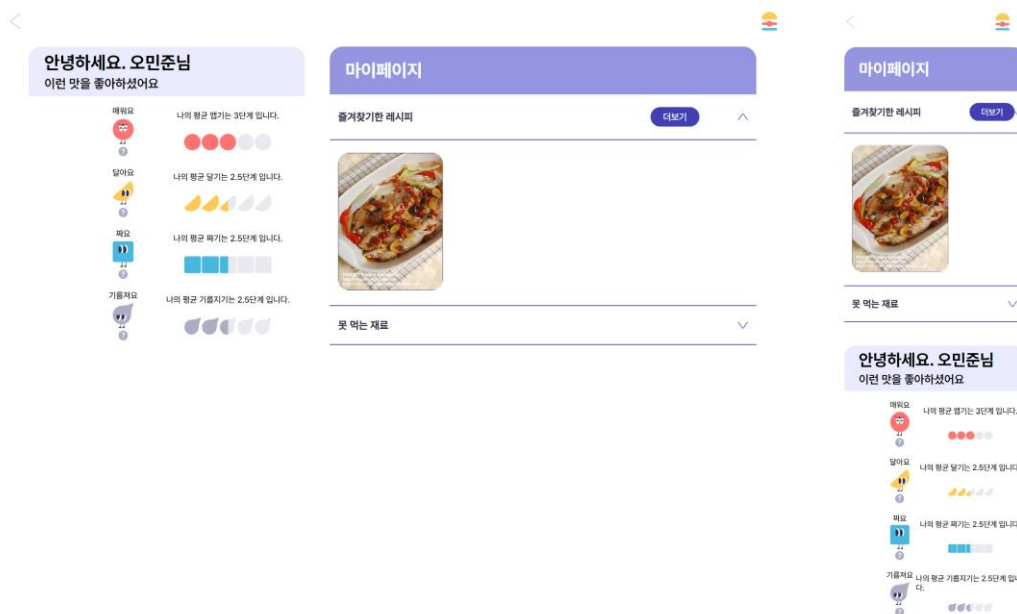 안녕하세요. 오민준님
이런 맛을 좋아하셨어요
매워요
나의 평균 맵기는 3단계 입니다.
?
달아요
나의 평균 달기는 2.5단계 입니다.
?
짜요
나의 평균 짜기는 2.5단계 입니다.
?
기름져요
나의 평균 기름지기는 2.5단계 입니다.
?
마이페이지
즐겨찾기한 레시피
더보기
못 먹는 재료
마이페이지
즐겨찾기한 레시피
더보기
못 먹는 재료
안녕하세요. 오민준님
이런 맛을 좋아하셨어요
매워요
나의 평균 맵기는 3단계 입니다.
?
달아요
나의 평균 달기는 2.5단계 입니다
?
짜요
나의 평균 짜기는 2.5단계 입니다
?
기름져요
나의 평균 기름지기는 2.5단계 입니
다.
?